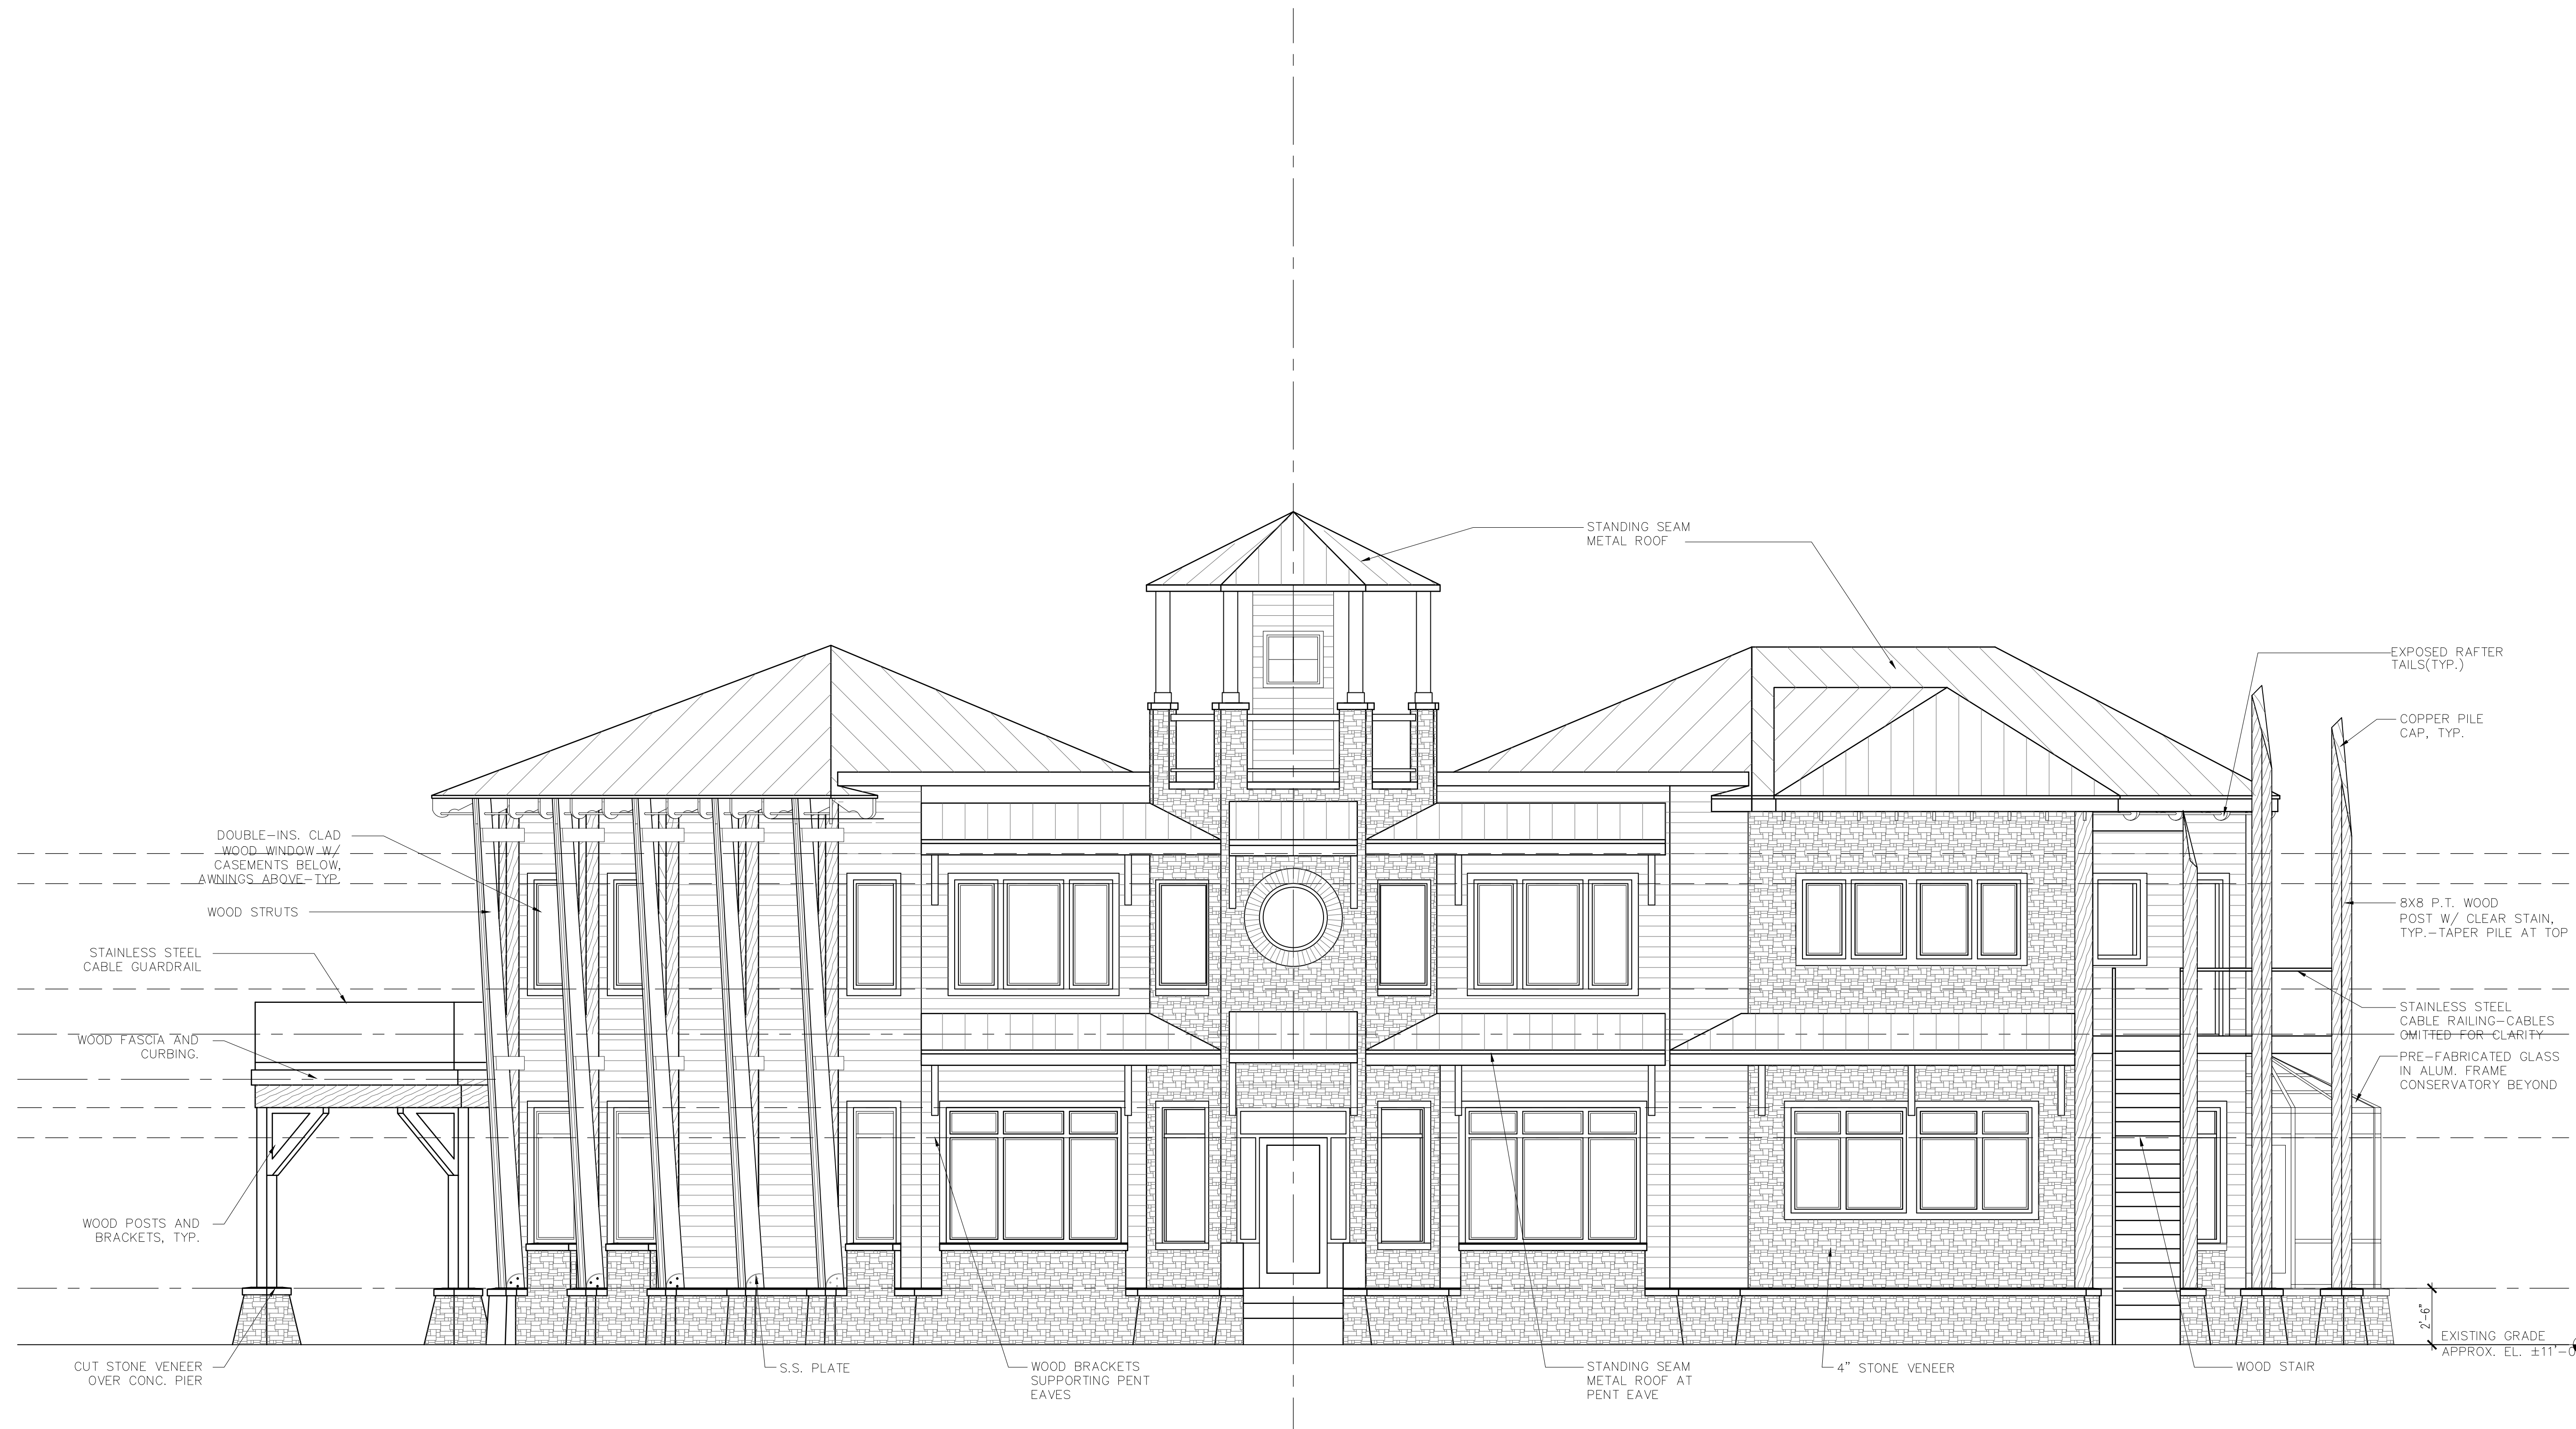 STANDING SEAM
METAL ROOF
EXPOSED RAFTER
TAILS(TYP.)
COPPER PILE
CAP, TYP.
DOUBLE-INS. CLAD
WOOD WINDOW W/
CASEMENTS BELOW,
AWNINGS ABOVE-TYP.
WOOD STRUTS
8X8 P.T. WOOD
POST W/ CLEAR STAIN,
TYP.-TAPER PILE AT TOP
STAINLESS STEEL
CABLE GUARDRAIL
STAINLESS STEEL
CABLE RAILING-CABLES
OMITTED FOR CLARITY
WOOD FASCIA AND
CURBING.
PRE-FABRICATED GLASS
IN ALUM. FRAME
CONSERVATORY BEYOND
WOOD POSTS AND
BRACKETS, TYP.
2'-6"
EXISTING GRADE
APPROX. EL. ±11'-0
CUT STONE VENEER
OVER CONC. PIER
S.S. PLATE
WOOD BRACKETS
SUPPORTING PENT
EAVES
STANDING SEAM
METAL ROOF AT
PENT EAVE
4" STONE VENEER
WOOD STAIR